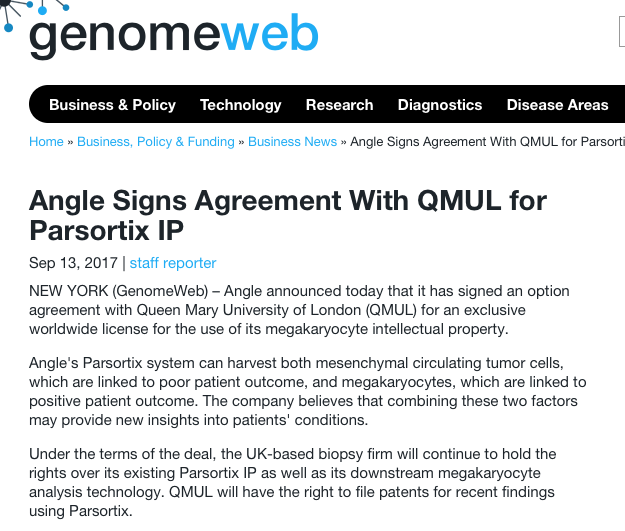 genomeweb
Business & Policy Technology Research Diagnostics Disease Areas
Home » Business, Policy & Funding » Business News » Angle Signs Agreement With QMUL for Parsorti
Angle Signs Agreement With QMUL for
Parsortix IP
Sep 13, 2017 | staff reporter
NEW YORK (GenomeWeb) – Angle announced today that it has signed an option
agreement with Queen Mary University of London (QMUL) for an exclusive
worldwide license for the use of its megakaryocyte intellectual property.
Angle's Parsortix system can harvest both mesenchymal circulating tumor cells,
which are linked to poor patient outcome, and megakaryocytes, which are linked to
positive patient outcome. The company believes that combining these two factors
may provide new insights into patients' conditions.
Under the terms of the deal, the UK-based biopsy firm will continue to hold the
rights over its existing Parsortix IP as well as its downstream megakaryocyte
analysis technology. QMUL will have the right to file patents for recent findings
using Parsortix.